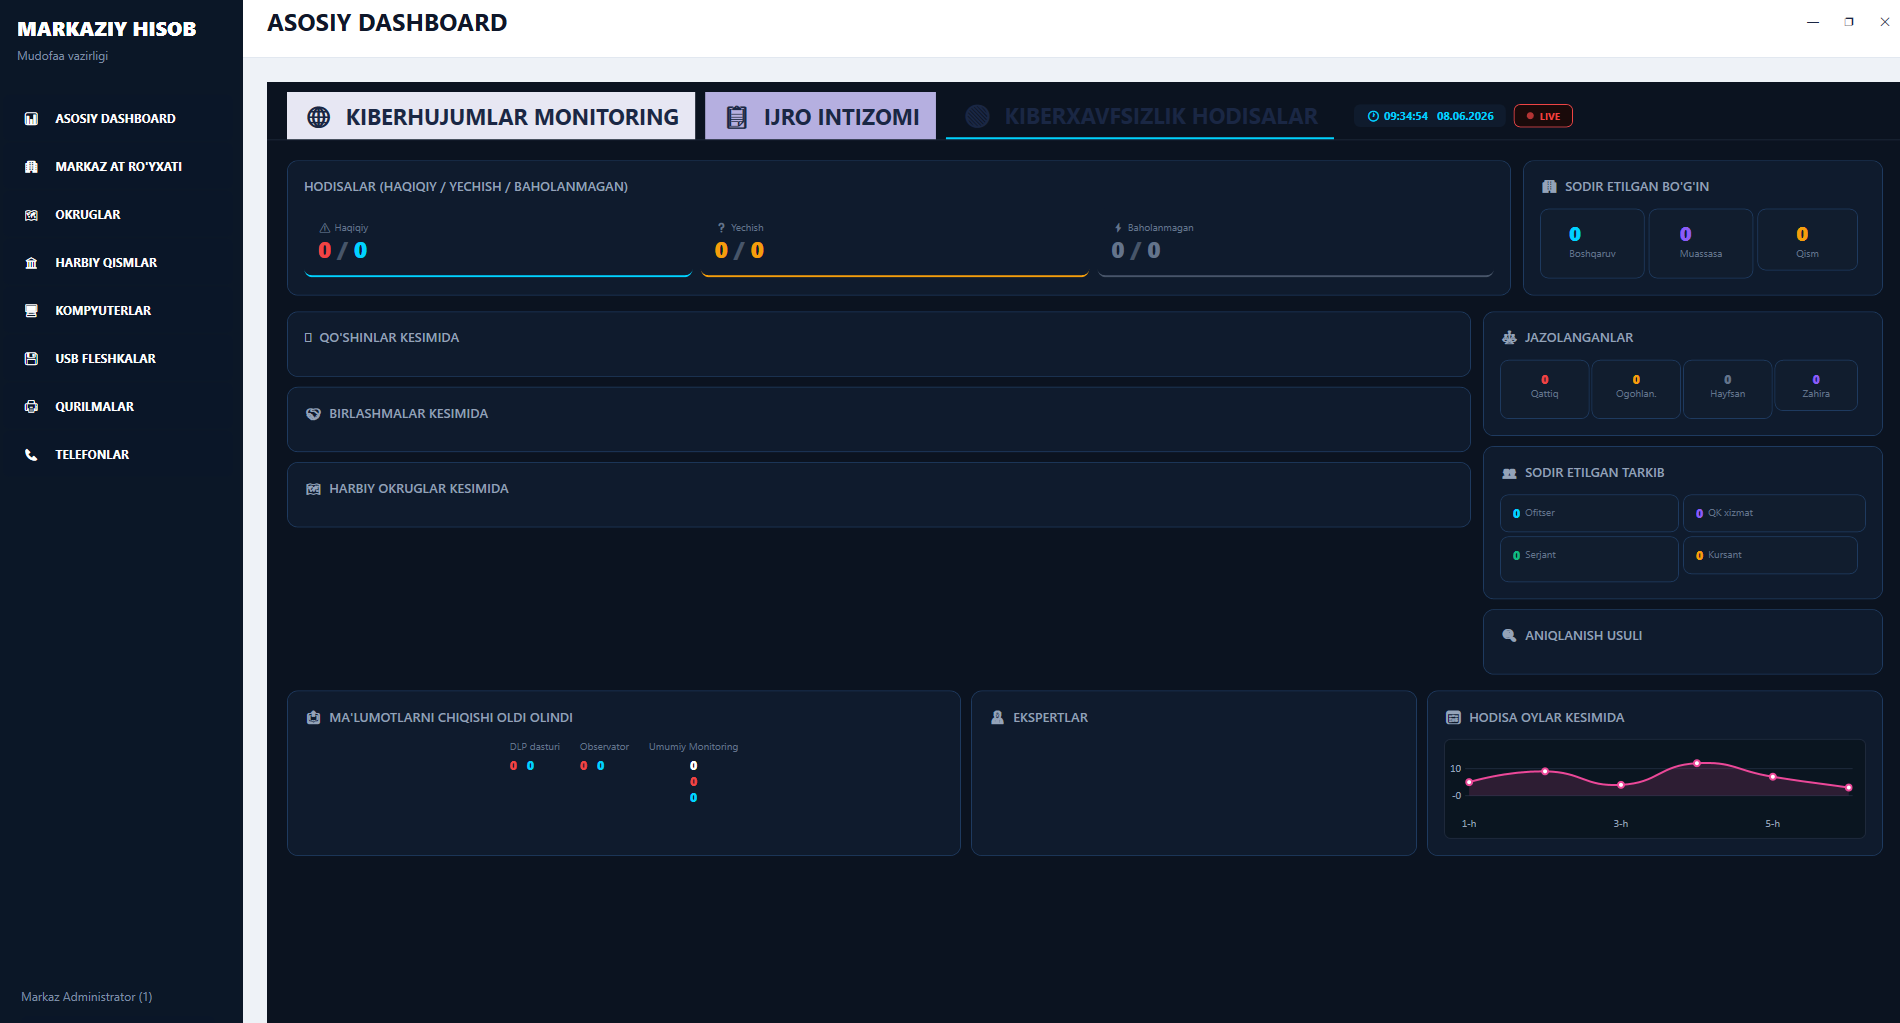 MARKAZIY HISOB
Mudofaa vazirligi
ASOSIY DASHBOARD
MARKAZ AT RO'YXATI
OKRUGLAR
HARBIY QISMLAR
KOMPYUTERLAR
USB FLESHKALAR
QURILMALAR
TELEFONLAR
Markaz Administrator (1)
ASOSIY DASHBOARD
KIBERHUJUMLAR MONITORING
IJRO INTIZOMI
KIBERXAVFSIZLIK HODISALAR
09:34:54 08.06.2026
LIVE
HODISALAR (HAQIQIY / YECHISH / BAHOLANMAGAN)
Haqiqiy
0 / 0
Yechish
0 / 0
Baholanmagan
0 / 0
SODIR ETILGAN BO'G'IN
0
Boshqaruv
0
Muassasa
0
Qism
QO'SHINLAR KESIMIDA
BIRLASHMALAR KESIMIDA
HARBIY OKRUGLAR KESIMIDA
JAZOLANGANLAR
0
Qattiq
0
Ogohlan.
0
Hayfsan
0
Zahira
SODIR ETILGAN TARKIB
0 Ofitser
0 QK xizmat
0 Serjant
0 Kursant
ANIQLANISH USULI
MA'LUMOTLARNI CHIQISHI OLDI OLINDI
DLP dasturi
0 0
Observator
0 0
Umumiy Monitoring
0
0
0
EKSPERTLAR
HODISA OYLAR KESIMIDA
10
-0
1-h 3-h 5-h